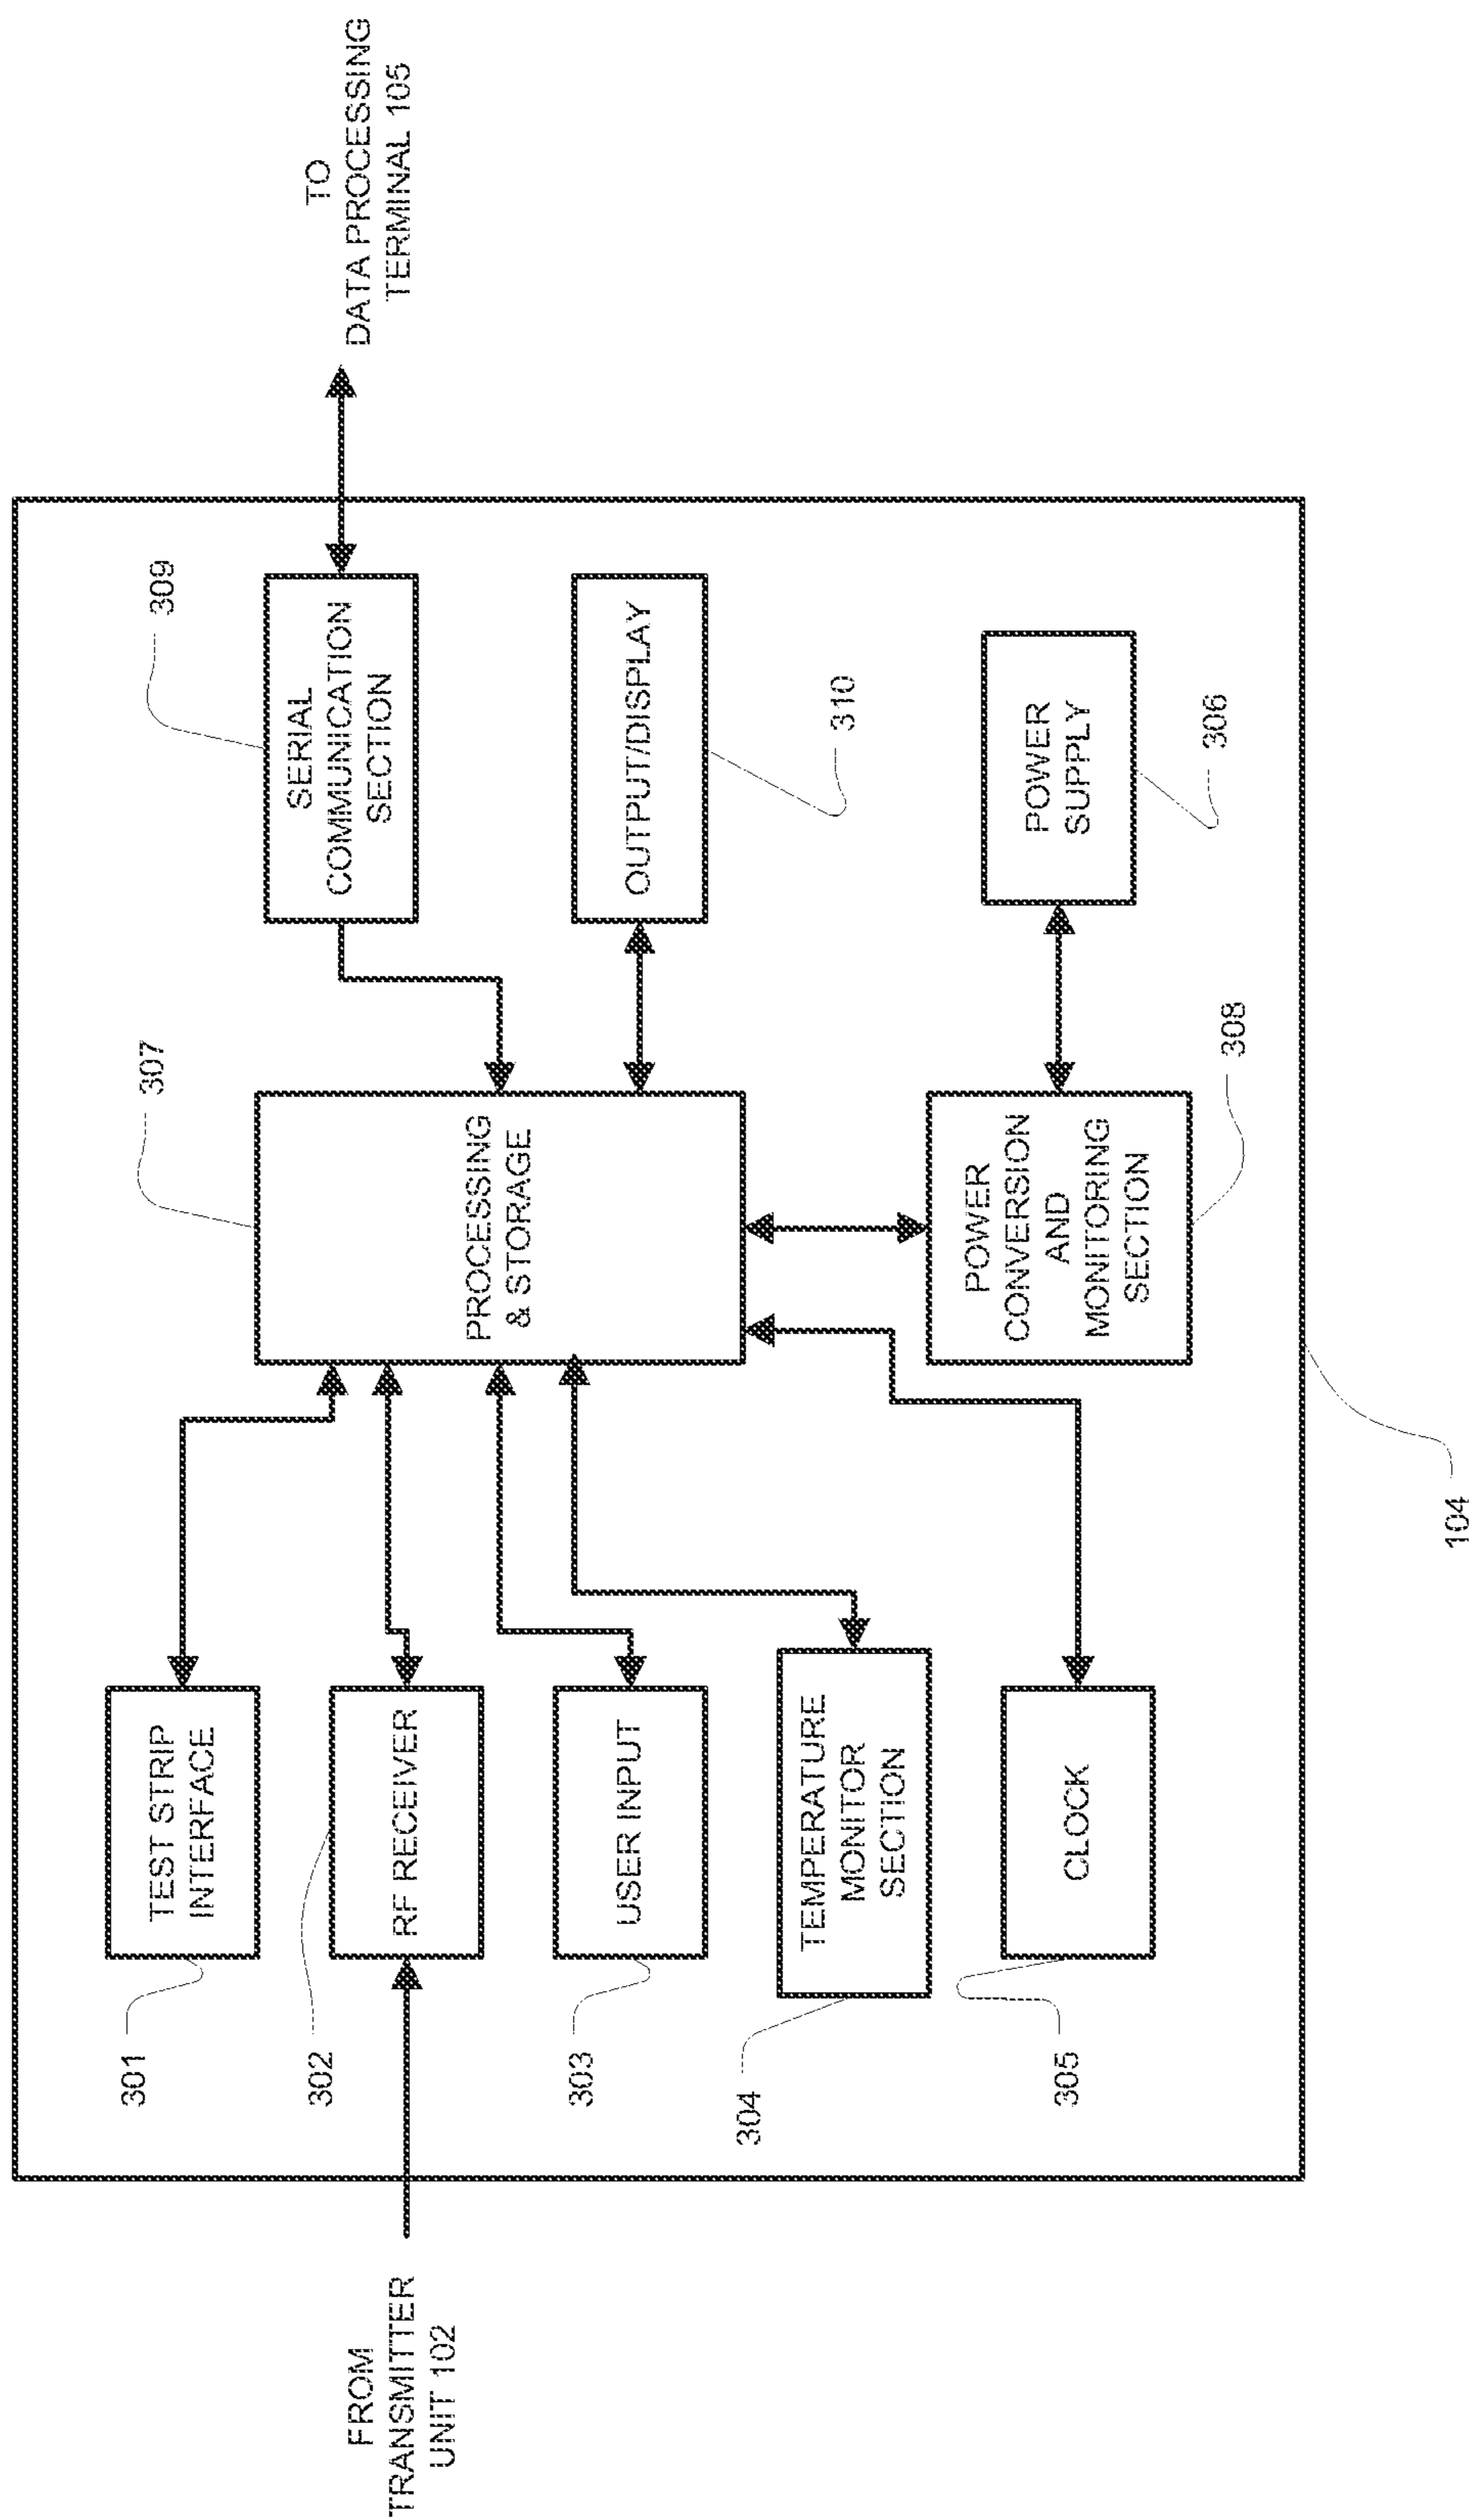 FROM
TRANSMITTER
UNIT 102
301
TEST STRIP
INTERFACE
302
RF RECEIVER
303
USER INPUT
304
TEMPERATURE
MONITOR
SECTION
305
CLOCK
307
PROCESSING
& STORAGE
POWER
CONVERSION
AND
MONITORING
SECTION
308
309
SERIAL
COMMUNICATION
SECTION
OUTPUT/DISPLAY
310
POWER
SUPPLY
306
TO
DATA PROCESSING
TERMINAL 105
104